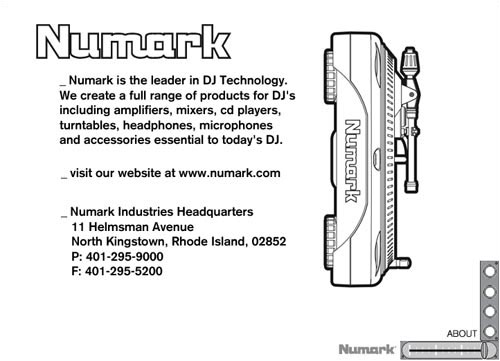 Numark
_ Numark is the leader in DJ Technology.
We create a full range of products for DJ's
including amplifiers, mixers, cd players,
turntables, headphones, microphones
and accessories essential to today's DJ.
_ visit our website at www.numark.com
_ Numark Industries Headquarters
11 Helmsman Avenue
North Kingstown, Rhode Island, 02852
P: 401-295-9000
F: 401-295-5200
Numark
ABOUT
Numark